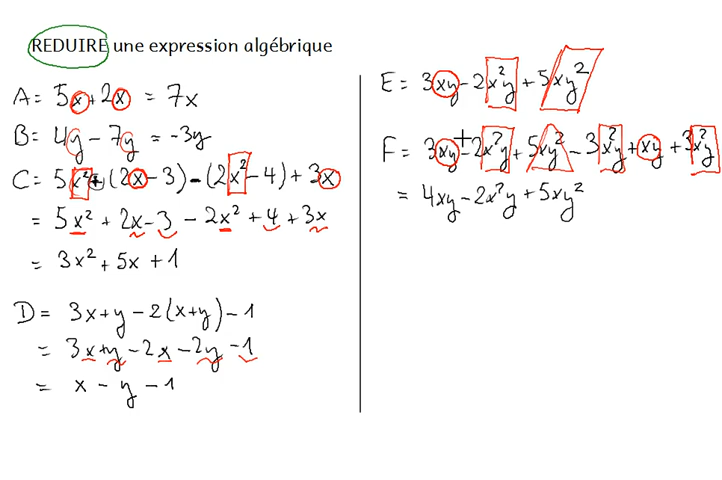 REDUIRE une expression algébrique
A = 5x + 2x = 7x
B = 4y - 7y = -3y
C = 5x² + (2x - 3) - (2x² - 4) + 3x
= 5x² + 2x - 3 - 2x² + 4 + 3x
= 3x² + 5x + 1
D = 3x + y - 2(x + y) - 1
= 3x + y - 2x - 2y - 1
= x - y - 1
E = 3xy - 2x²y + 5xy²
F = 3xy - 2x²y + 5xy² - 3x²y + xy + 3x²y
= 4xy - 2x²y + 5xy²